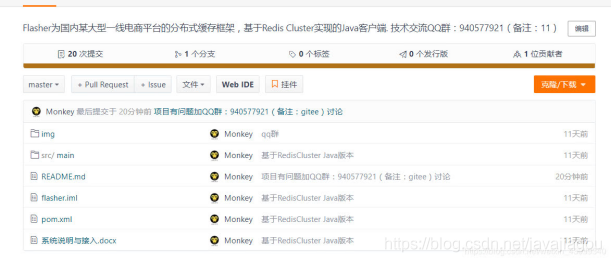 Flasher为国内某大型一线电商平台的分布式缓存框架，基于Redis Cluster实现的Java客户端. 技术交流QQ群：940577921 ( 备注：11 ) 编辑
20 次提交 1 个分支 0 个标签 0 个发行版 1 位贡献者
master + Pull Request + Issue 文件 Web IDE 挂件 克隆/下载
Monkey 最后提交于 20分钟前 项目有问题加QQ群：940577921 ( 备注：gitee ) 讨论
img Monkey qq群 11天前
src/ main Monkey 基于RedisCluster Java版本 11天前
README.md Monkey 项目有问题加QQ群：940577921 ( 备注：gitee ) 讨论 20分钟前
flasher.iml Monkey 基于RedisCluster Java版本 11天前
pom.xml Monkey 基于RedisCluster Java版本 11天前
系统说明与接入.docx Monkey 基于RedisCluster Java版本 11天前
https://blog.csdn.net/javajiagou